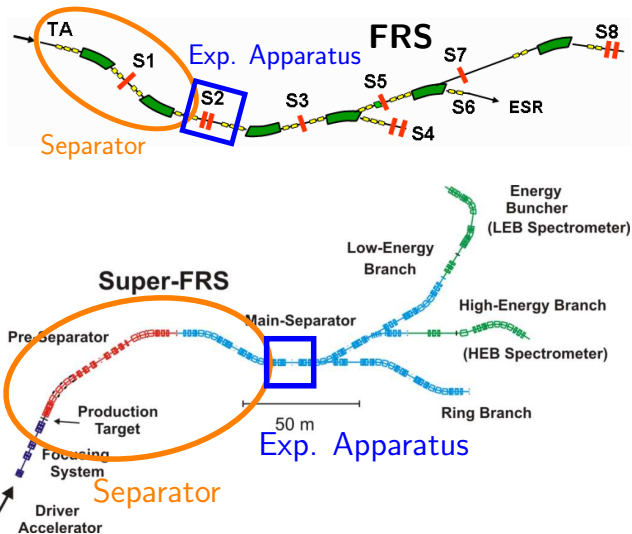 FRS
TA
S1
Exp. Apparatus
S2
S3
S5
S7
S8
S6
ESR
S4
Separator
Energy
Buncher
(LEB Spectrometer)
Low-Energy
Branch
Super-FRS
High-Energy Branch
Main-Separator
Pre-Separator
(HEB Spectrometer)
Production
Target
Ring Branch
50 m
Exp. Apparatus
Focusing
System
Separator
Driver
Accelerator